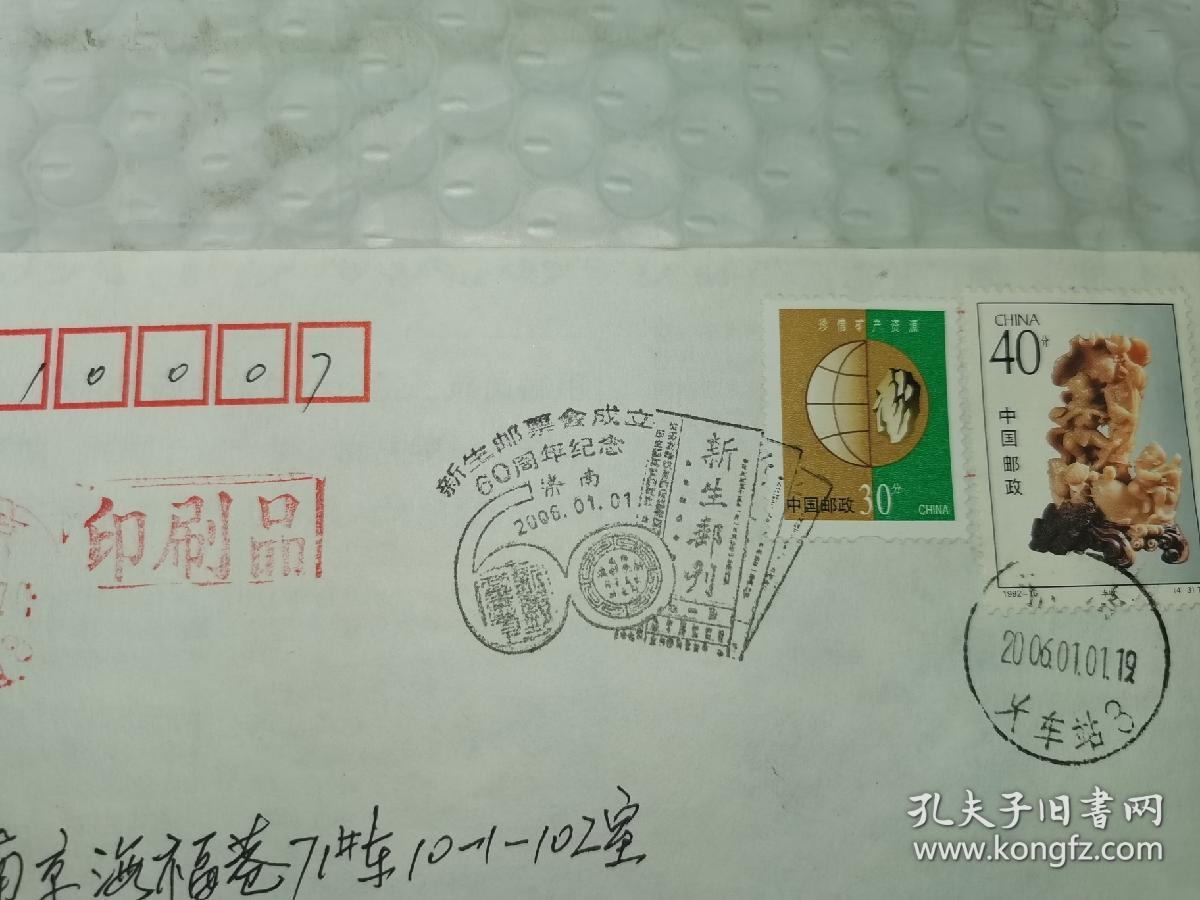 10007
印刷品
新生邮票会成立
60周年纪念
济南
2006.01.01
新生邮刊
珍惜矿产资源
中国邮政 30分
CHINA
CHINA
40分
中国邮政
1992-
2006.01.01.19
车站3
南京海福巷71#东10-1-102室
孔夫子旧书网
www.kongfz.com